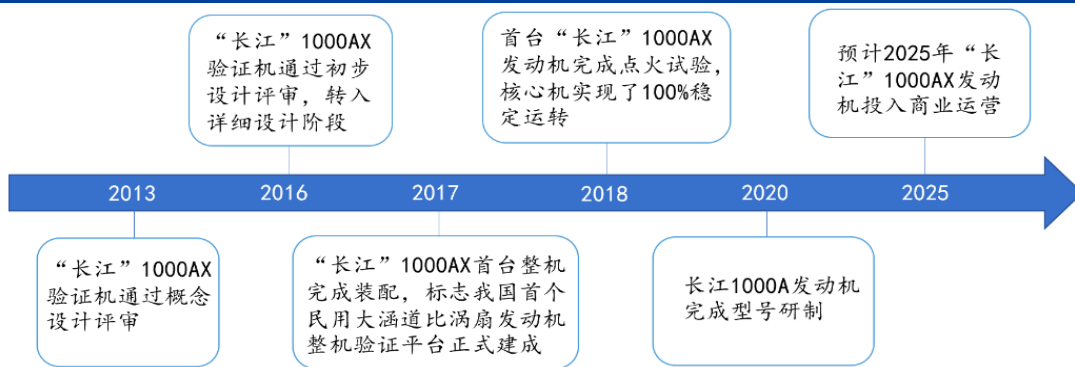 “长江”1000AX
验证机通过初步
设计评审，转入
详细设计阶段
首台“长江”1000AX
发动机完成点火试验，
核心机实现了100%稳
定运转
预计2025年“长
江”1000AX发动
机投入商业运营
2013
2016
2017
2018
2020
2025
“长江”1000AX
验证机通过概念
设计评审
“长江”1000AX首台整机
完成装配，标志我国首个
民用大涵道比涡扇发动机
整机验证平台正式建成
长江1000A发动机
完成型号研制